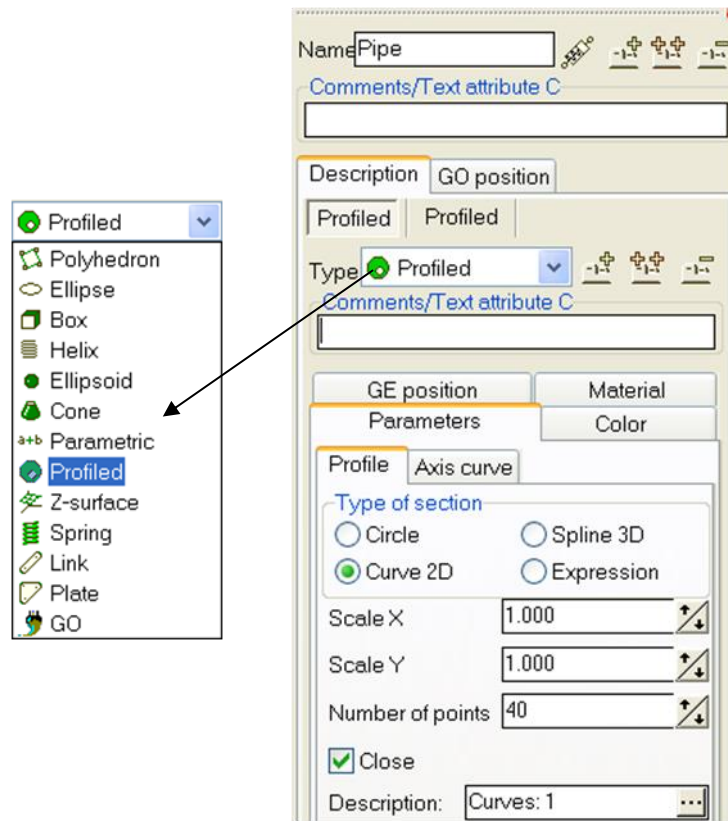 Profiled
Polyhedron
Ellipse
Box
Helix
Ellipsoid
Cone
a+b Parametric
Profiled
Z-surface
Spring
Link
Plate
GO
Name Pipe
Comments/Text attribute C
Description GO position
Profiled Profiled
Type Profiled
Comments/Text attribute C
GE position Material
Parameters Color
Profile Axis curve
Type of section
Circle Spline 3D
Curve 2D Expression
Scale X 1.000
Scale Y 1.000
Number of points 40
Close
Description: Curves: 1 ...